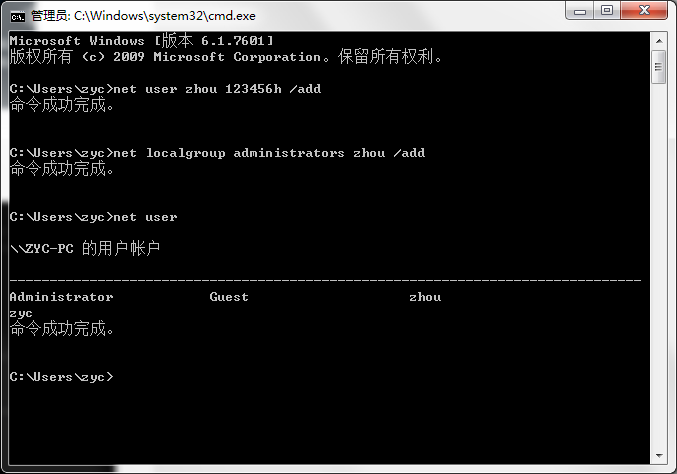 管理员: C:\Windows\system32\cmd.exe
Microsoft Windows [版本 6.1.7601]
版权所有 (c) 2009 Microsoft Corporation。保留所有权利。
C:\Users\zyc>net user zhou 123456h /add
命令成功完成。
C:\Users\zyc>net localgroup administrators zhou /add
命令成功完成。
C:\Users\zyc>net user
\\ZYC-PC 的用户帐户
-------------------------------------------------------------------------------
Administrator            Guest                    zhou
zyc
命令成功完成。
C:\Users\zyc>